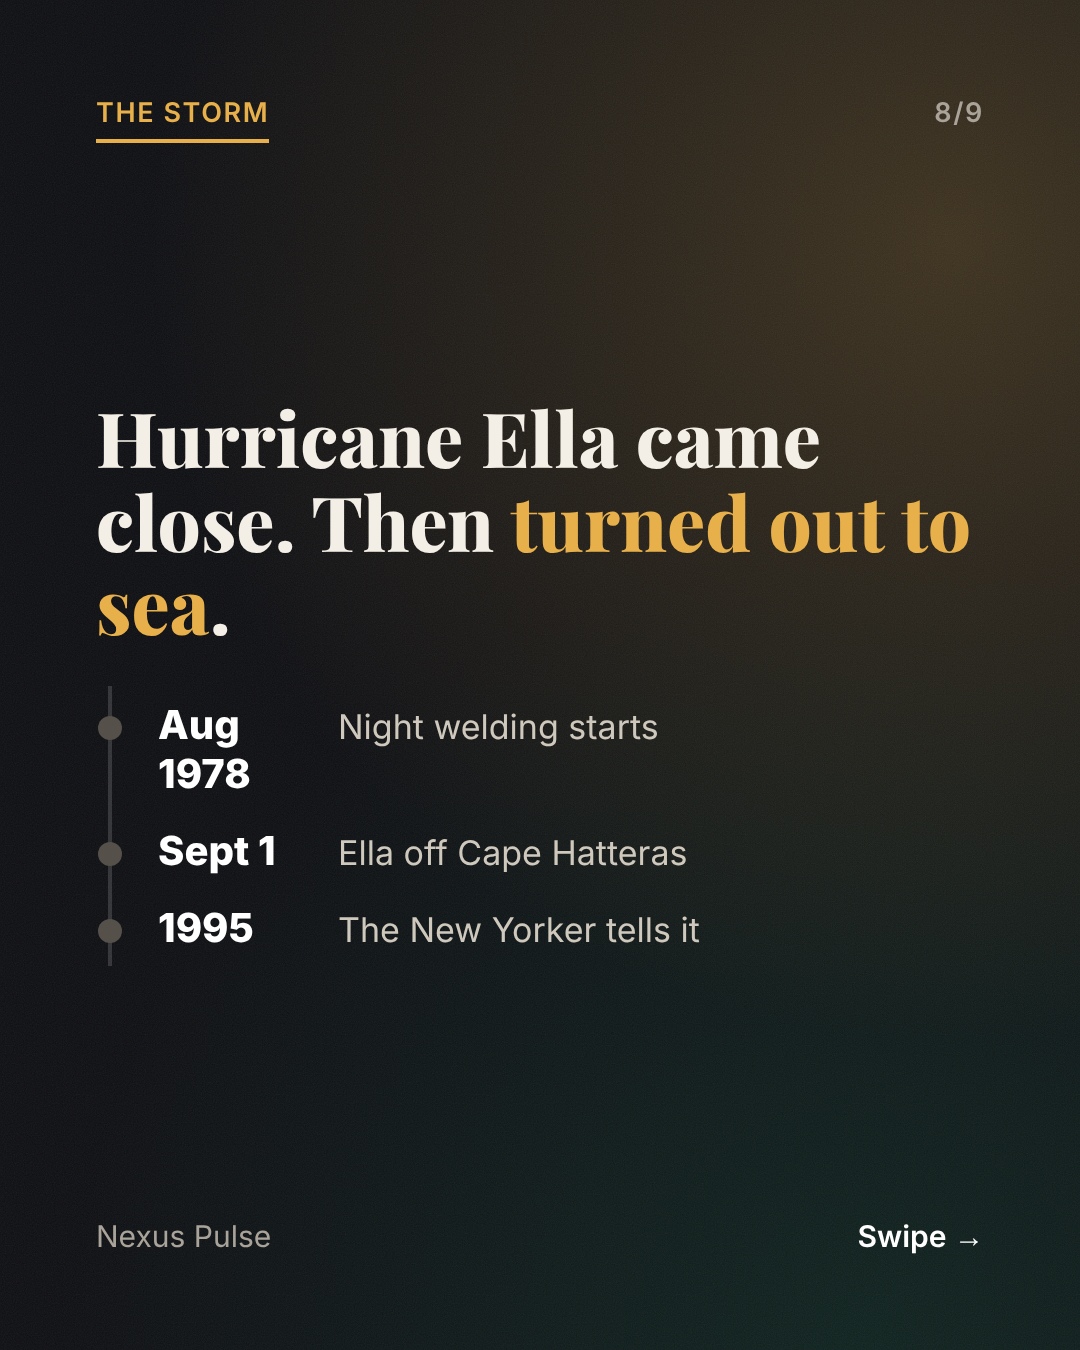 THE STORM
8/9
Hurricane Ella came
close. Then turned out to
sea.
Aug
1978
Night welding starts
Sept 1
Ella off Cape Hatteras
1995
The New Yorker tells it
Nexus Pulse
Swipe →